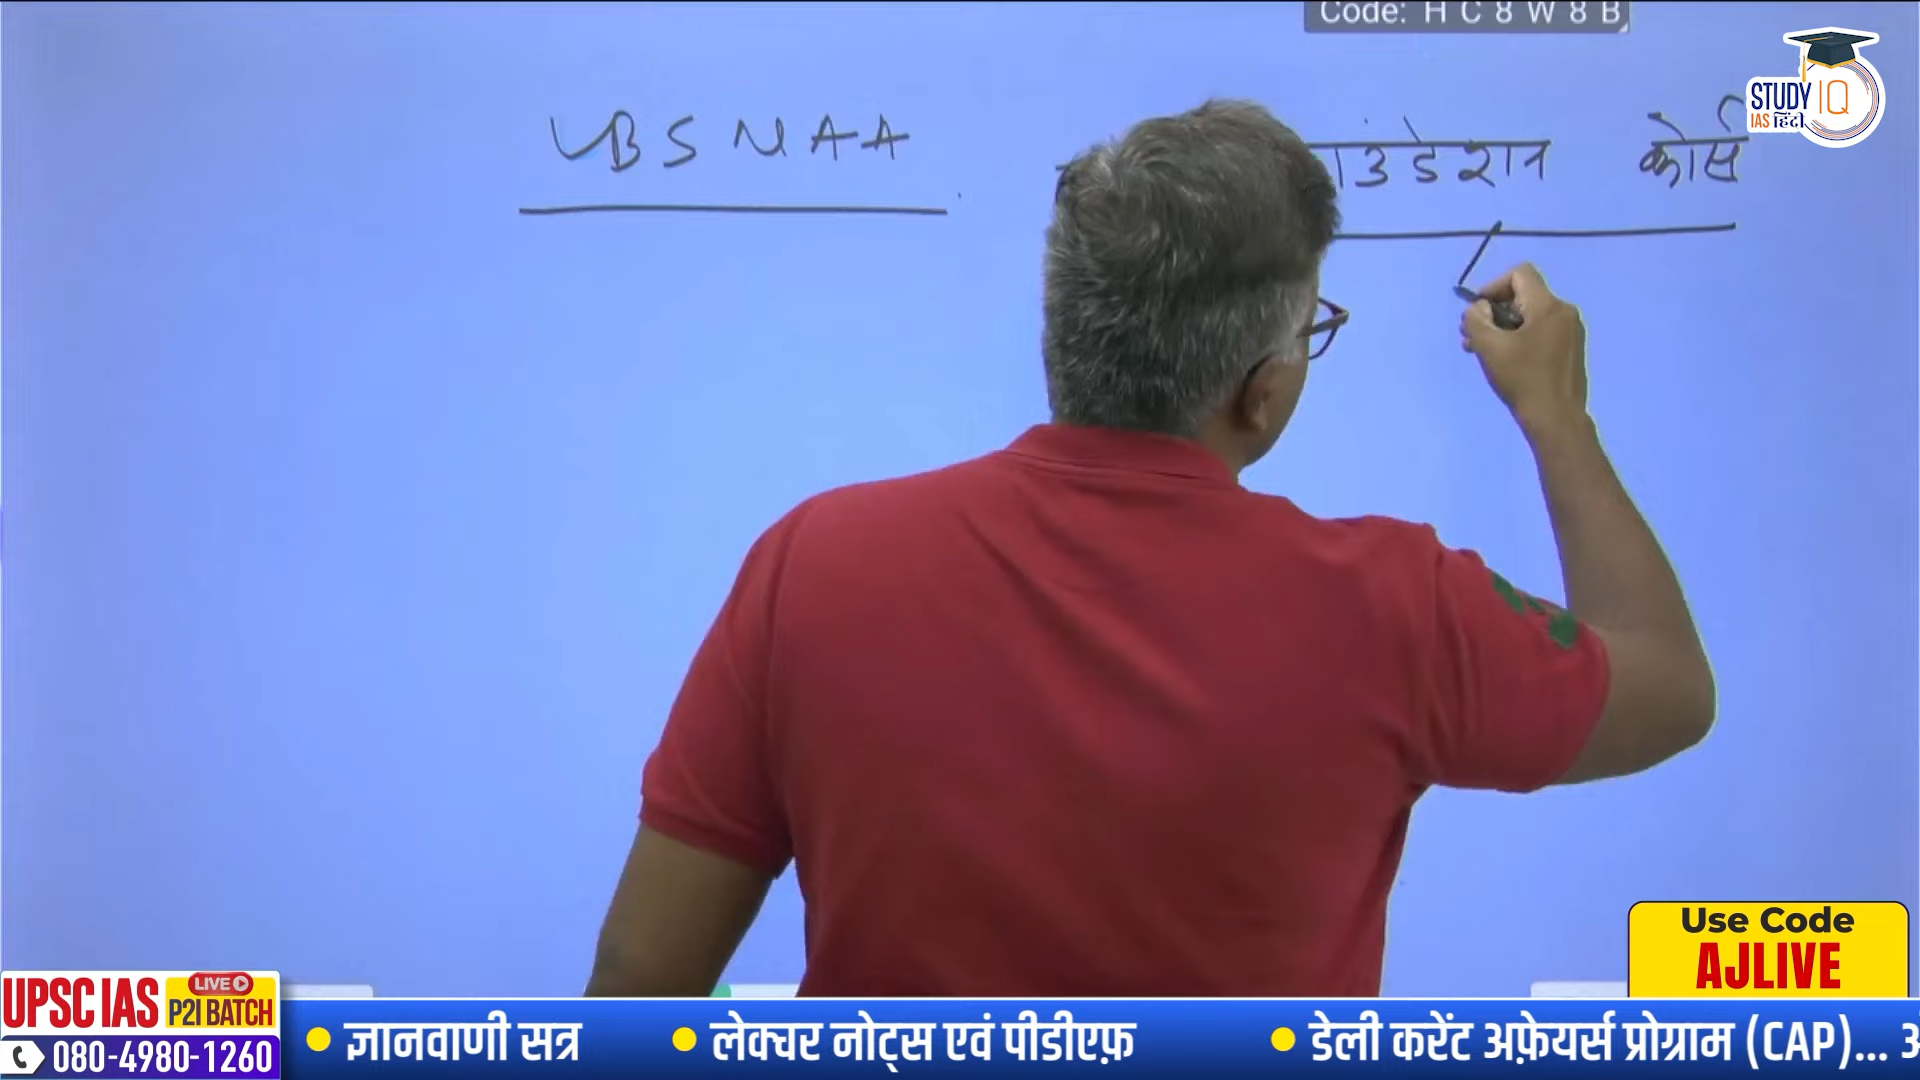 Code: H C 8 W 8 B
STUDY IQ
IAS हिंदी
LBSNAA ाउंडेशन कोर्स
Use Code
AJLIVE
UPSC IAS LIVE P2I BATCH
080-4980-1260
ज्ञानवाणी सत्र लेक्चर नोट्स एवं पीडीएफ़ डेली करेंट अफ़ेयर्स प्रोग्राम (CAP)...